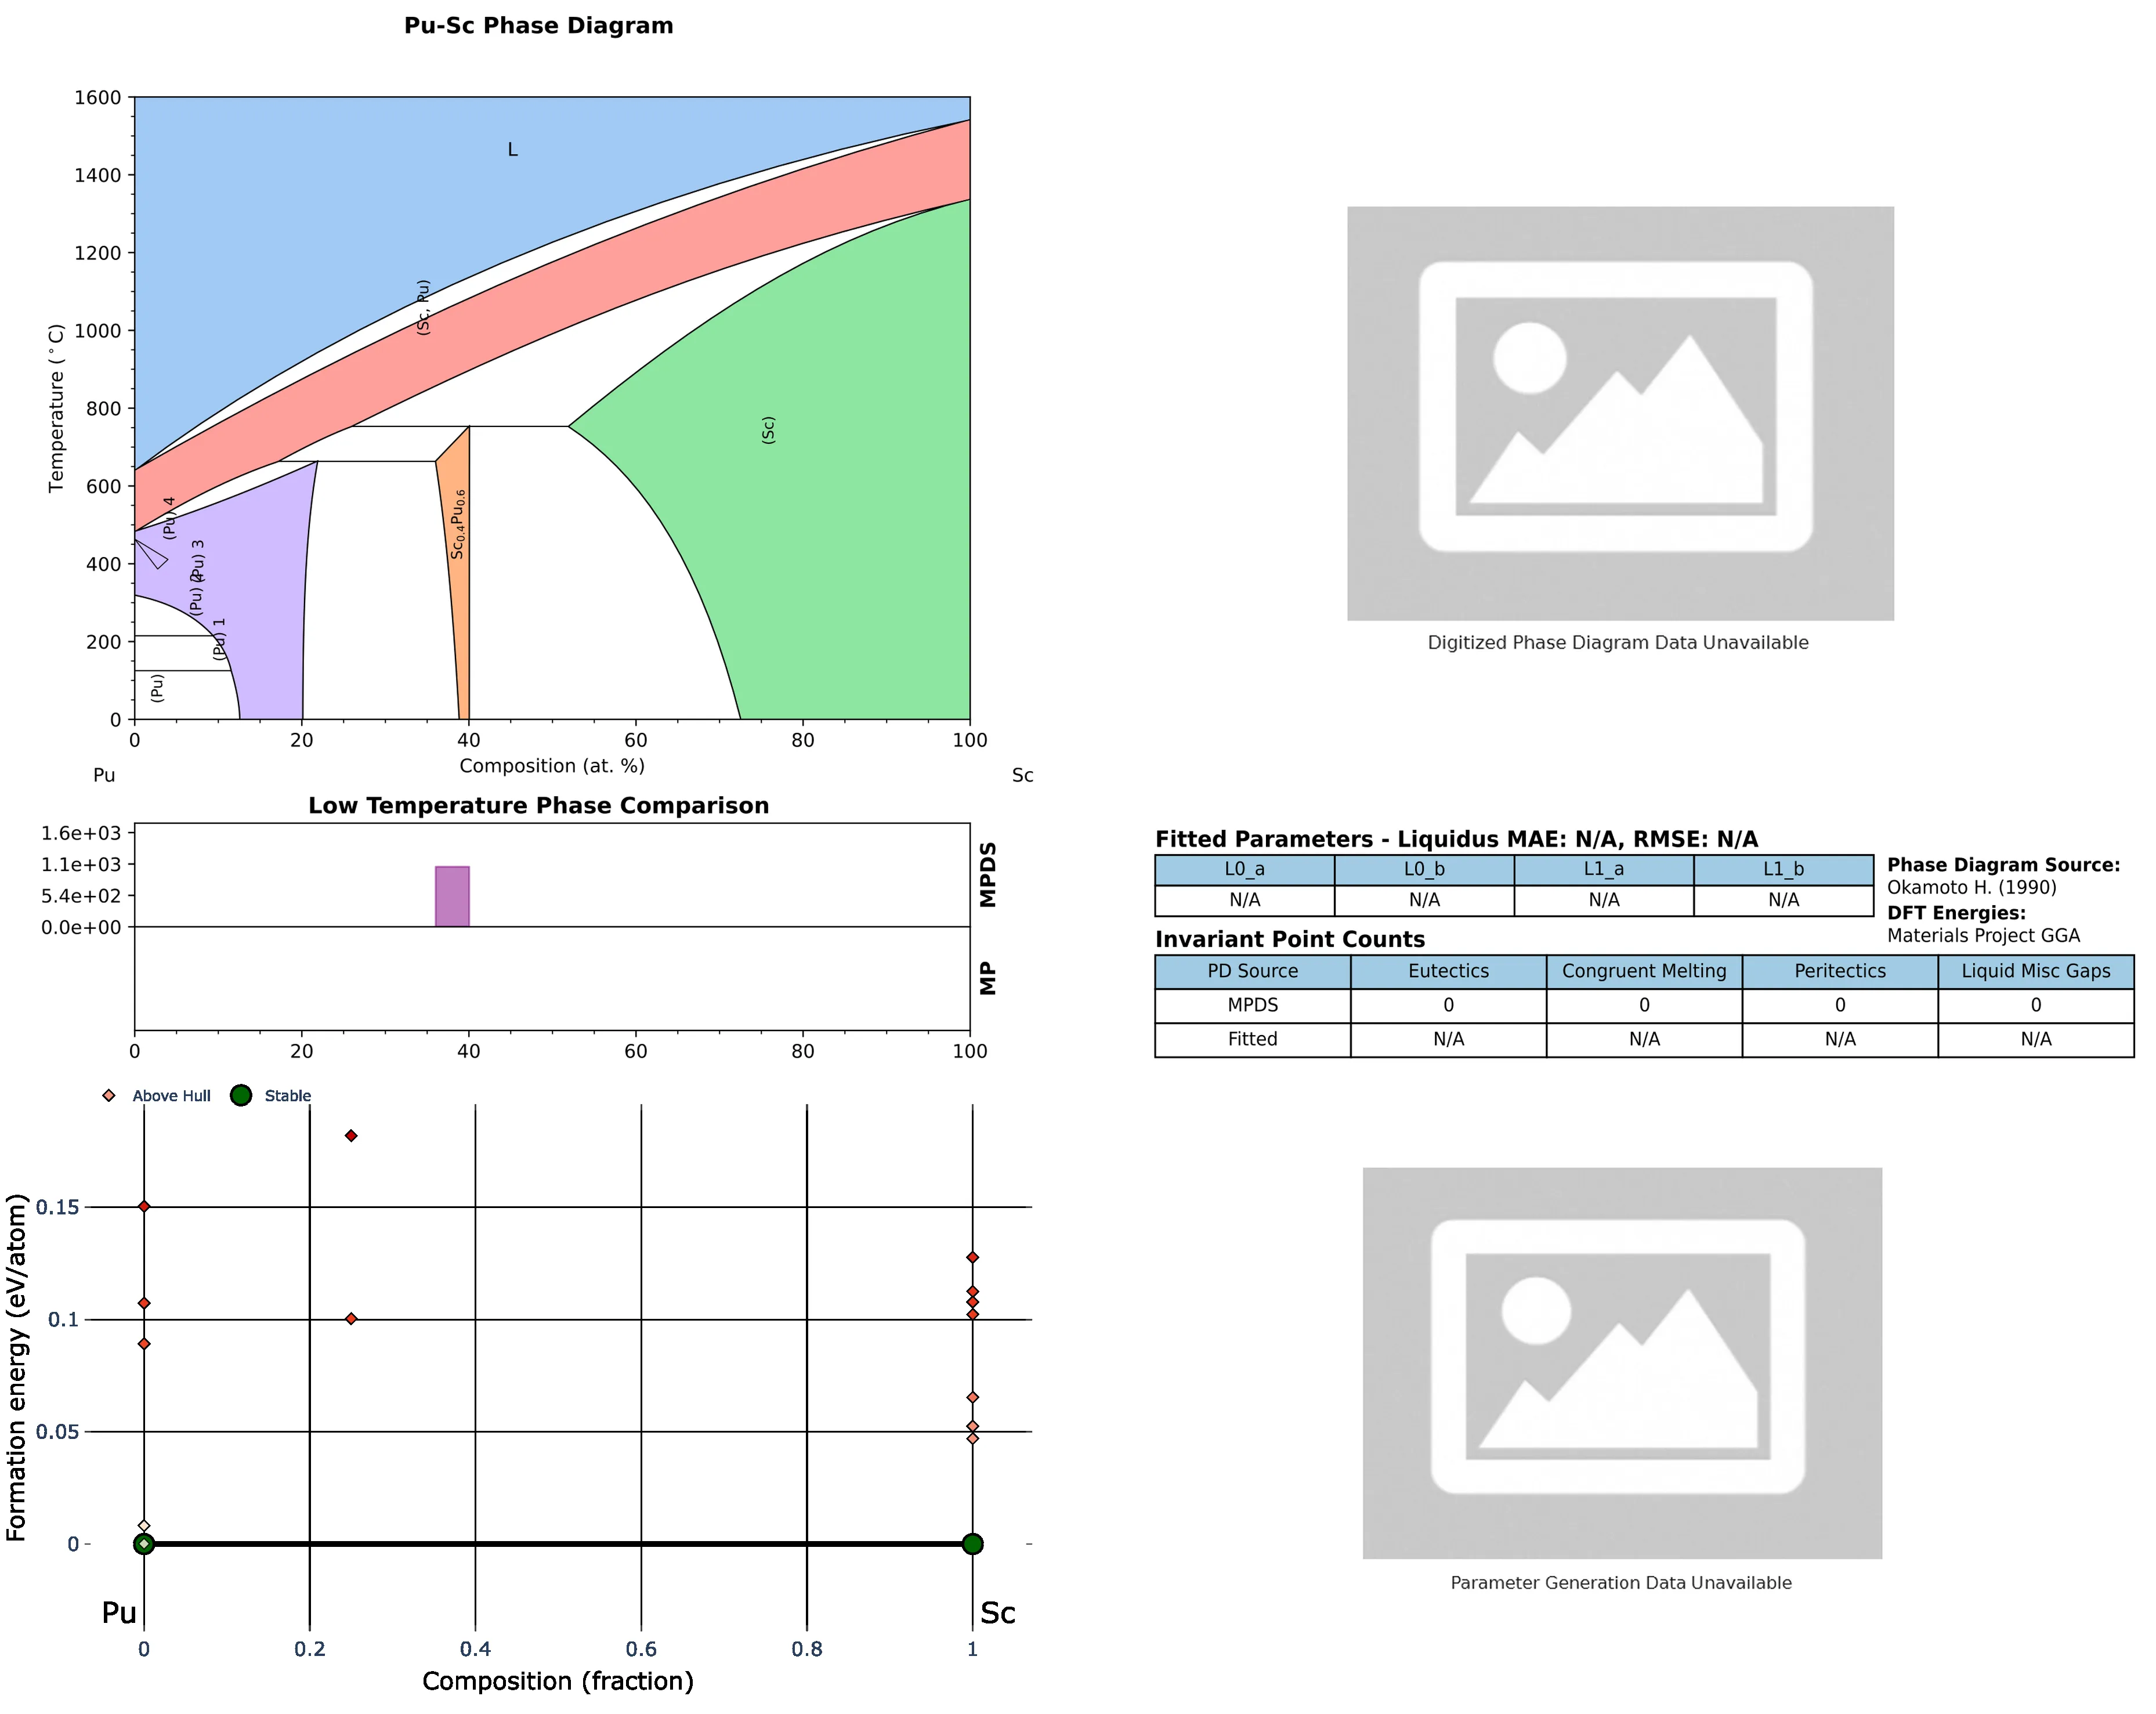 Pu-Sc Phase Diagram
1600
1400
1200
1000
800
600
400
200
0
Temperature (°C)
L
(Sc, Pu)
(Sc)
Sc0.4Pu0.6
(Pu) 4
(Pu) 3
(Pu) 1
(Pu)
0 20 40 60 80 100
Composition (at. %)
Pu Sc
Low Temperature Phase Comparison
1.6e+03
1.1e+03
5.4e+02
0.0e+00
MPDS
MP
0 20 40 60 80 100
Above Hull Stable
Formation energy (eV/atom)
0.15
0.1
0.05
0
Pu Sc
0 0.2 0.4 0.6 0.8 1
Composition (fraction)
Digitized Phase Diagram Data Unavailable
Fitted Parameters - Liquidus MAE: N/A, RMSE: N/A
L0_a L0_b L1_a L1_b
N/A N/A N/A N/A
Phase Diagram Source:
Okamoto H. (1990)
DFT Energies:
Materials Project GGA
Invariant Point Counts
PD Source Eutectics Congruent Melting Peritectics Liquid Misc Gaps
MPDS 0 0 0 0
Fitted N/A N/A N/A N/A
Parameter Generation Data Unavailable